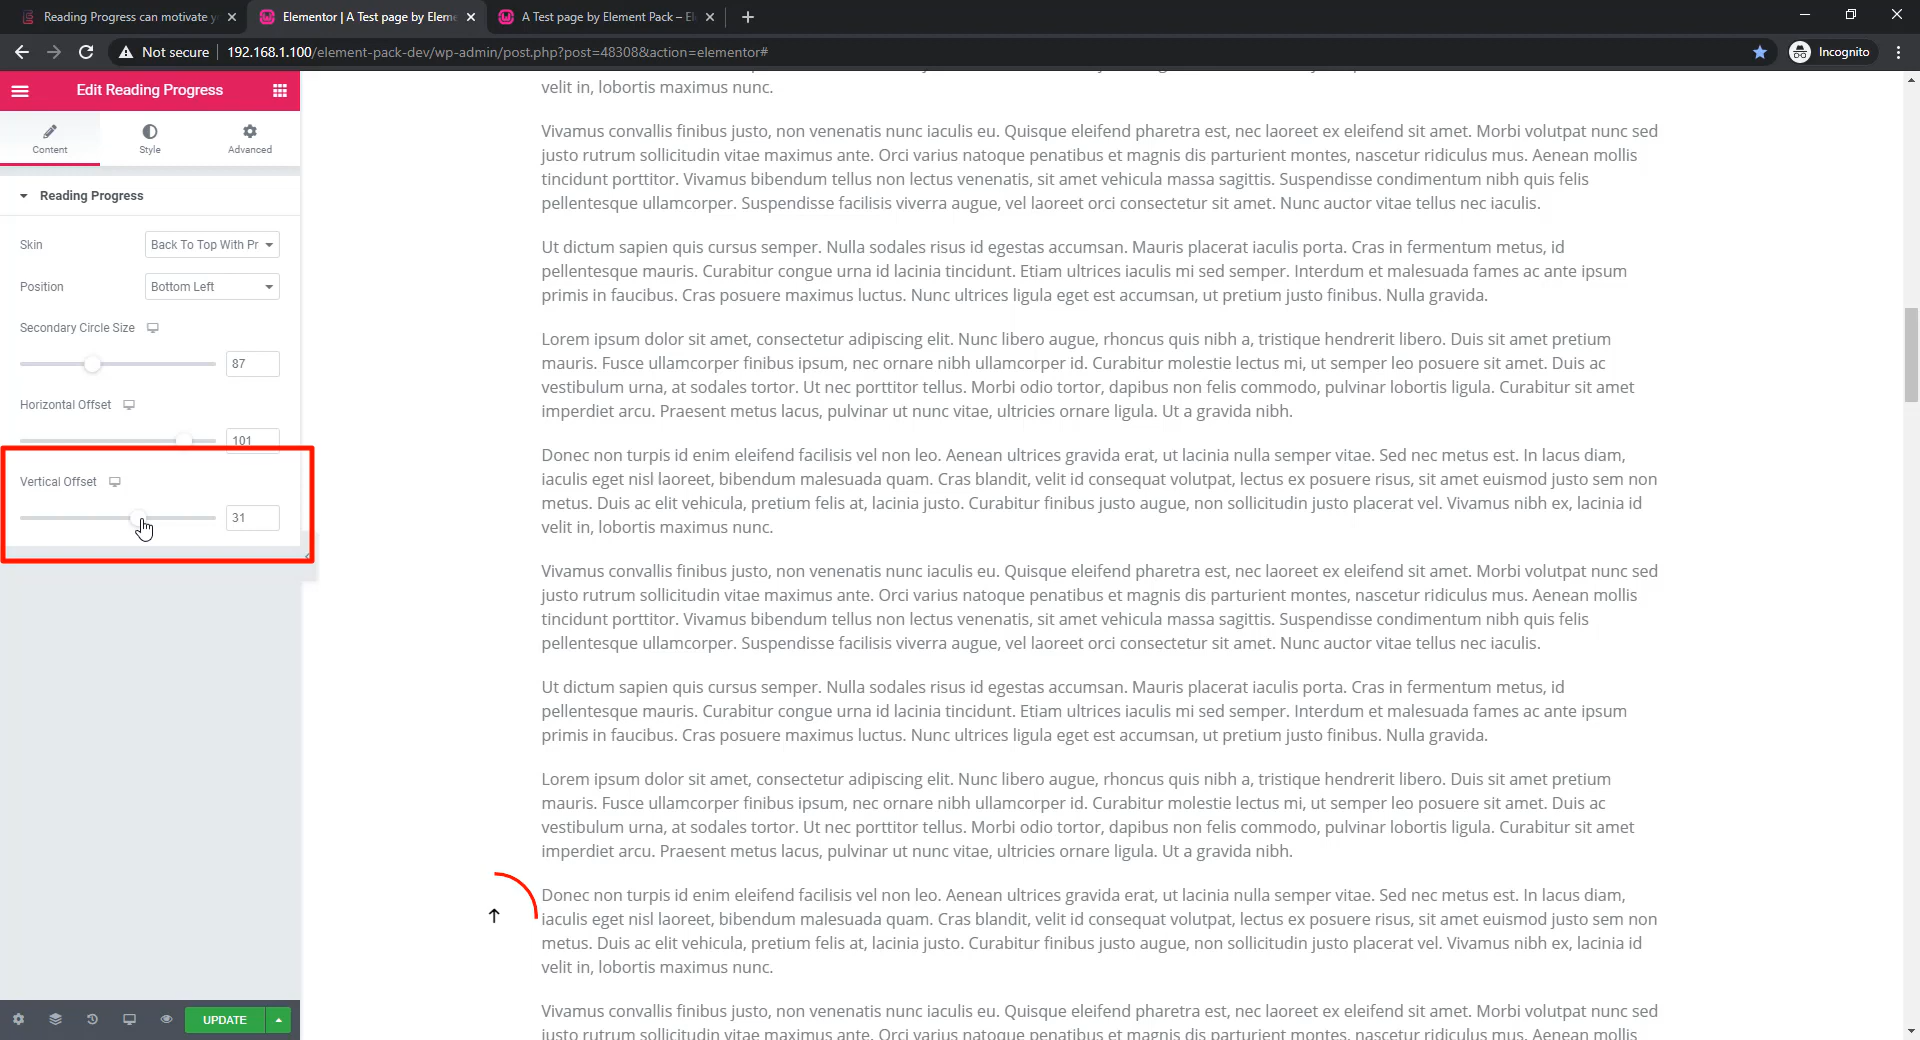 Reading Progress can motivate y
Elementor | A Test page by Eleme
A Test page by Element Pack – El
Not secure
192.168.1.100/element-pack-dev/wp-admin/post.php?post=48308&action=elementor#
Incognito
Edit Reading Progress
Content
Style
Advanced
Reading Progress
Skin
Back To Top With Pr
Position
Bottom Left
Secondary Circle Size
87
Horizontal Offset
101
Vertical Offset
31
UPDATE
velit in, lobortis maximus nunc.
Vivamus convallis finibus justo, non venenatis nunc iaculis eu. Quisque eleifend pharetra est, nec laoreet ex eleifend sit amet. Morbi volutpat nunc sed
justo rutrum sollicitudin vitae maximus ante. Orci varius natoque penatibus et magnis dis parturient montes, nascetur ridiculus mus. Aenean mollis
tincidunt porttitor. Vivamus bibendum tellus non lectus venenatis, sit amet vehicula massa sagittis. Suspendisse condimentum nibh quis felis
pellentesque ullamcorper. Suspendisse facilisis viverra augue, vel laoreet orci consectetur sit amet. Nunc auctor vitae tellus nec iaculis.
Ut dictum sapien quis cursus semper. Nulla sodales risus id egestas accumsan. Mauris placerat iaculis porta. Cras in fermentum metus, id
pellentesque mauris. Curabitur congue urna id lacinia tincidunt. Etiam ultrices iaculis mi sed semper. Interdum et malesuada fames ac ante ipsum
primis in faucibus. Cras posuere maximus luctus. Nunc ultrices ligula eget est accumsan, ut pretium justo finibus. Nulla gravida.
Lorem ipsum dolor sit amet, consectetur adipiscing elit. Nunc libero augue, rhoncus quis nibh a, tristique hendrerit libero. Duis sit amet pretium
mauris. Fusce ullamcorper finibus ipsum, nec ornare nibh ullamcorper id. Curabitur molestie lectus mi, ut semper leo posuere sit amet. Duis ac
vestibulum urna, at sodales tortor. Ut nec porttitor tellus. Morbi odio tortor, dapibus non felis commodo, pulvinar lobortis ligula. Curabitur sit amet
imperdiet arcu. Praesent metus lacus, pulvinar ut nunc vitae, ultricies ornare ligula. Ut a gravida nibh.
Donec non turpis id enim eleifend facilisis vel non leo. Aenean ultrices gravida erat, ut lacinia nulla semper vitae. Sed nec metus est. In lacus diam,
iaculis eget nisl laoreet, bibendum malesuada quam. Cras blandit, velit id consequat volutpat, lectus ex posuere risus, sit amet euismod justo sem non
metus. Duis ac elit vehicula, pretium felis at, lacinia justo. Curabitur finibus justo augue, non sollicitudin justo placerat vel. Vivamus nibh ex, lacinia id
velit in, lobortis maximus nunc.
Vivamus convallis finibus justo, non venenatis nunc iaculis eu. Quisque eleifend pharetra est, nec laoreet ex eleifend sit amet. Morbi volutpat nunc sed
justo rutrum sollicitudin vitae maximus ante. Orci varius natoque penatibus et magnis dis parturient montes, nascetur ridiculus mus. Aenean mollis
tincidunt porttitor. Vivamus bibendum tellus non lectus venenatis, sit amet vehicula massa sagittis. Suspendisse condimentum nibh quis felis
pellentesque ullamcorper. Suspendisse facilisis viverra augue, vel laoreet orci consectetur sit amet. Nunc auctor vitae tellus nec iaculis.
Ut dictum sapien quis cursus semper. Nulla sodales risus id egestas accumsan. Mauris placerat iaculis porta. Cras in fermentum metus, id
pellentesque mauris. Curabitur congue urna id lacinia tincidunt. Etiam ultrices iaculis mi sed semper. Interdum et malesuada fames ac ante ipsum
primis in faucibus. Cras posuere maximus luctus. Nunc ultrices ligula eget est accumsan, ut pretium justo finibus. Nulla gravida.
Lorem ipsum dolor sit amet, consectetur adipiscing elit. Nunc libero augue, rhoncus quis nibh a, tristique hendrerit libero. Duis sit amet pretium
mauris. Fusce ullamcorper finibus ipsum, nec ornare nibh ullamcorper id. Curabitur molestie lectus mi, ut semper leo posuere sit amet. Duis ac
vestibulum urna, at sodales tortor. Ut nec porttitor tellus. Morbi odio tortor, dapibus non felis commodo, pulvinar lobortis ligula. Curabitur sit amet
imperdiet arcu. Praesent metus lacus, pulvinar ut nunc vitae, ultricies ornare ligula. Ut a gravida nibh.
Donec non turpis id enim eleifend facilisis vel non leo. Aenean ultrices gravida erat, ut lacinia nulla semper vitae. Sed nec metus est. In lacus diam,
iaculis eget nisl laoreet, bibendum malesuada quam. Cras blandit, velit id consequat volutpat, lectus ex posuere risus, sit amet euismod justo sem non
metus. Duis ac elit vehicula, pretium felis at, lacinia justo. Curabitur finibus justo augue, non sollicitudin justo placerat vel. Vivamus nibh ex, lacinia id
velit in, lobortis maximus nunc.
Vivamus convallis finibus justo, non venenatis nunc iaculis eu. Quisque eleifend pharetra est, nec laoreet ex eleifend sit amet. Morbi volutpat nunc sed
justo rutrum sollicitudin vitae maximus ante. Orci varius natoque penatibus et magnis dis parturient montes, nascetur ridiculus mus. Aenean mollis